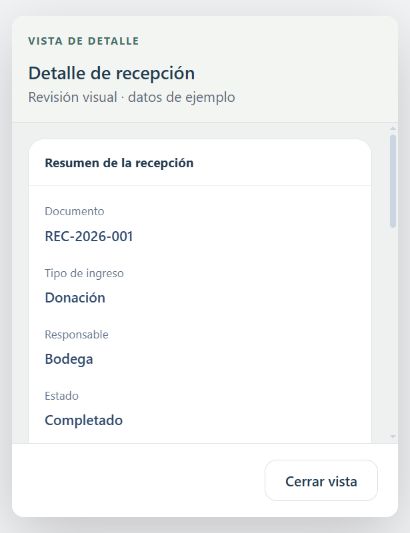 VISTA DE DETALLE
Detalle de recepción
Revisión visual · datos de ejemplo
Resumen de la recepción
Documento
REC-2026-001
Tipo de ingreso
Donación
Responsable
Bodega
Estado
Completado
Cerrar vista